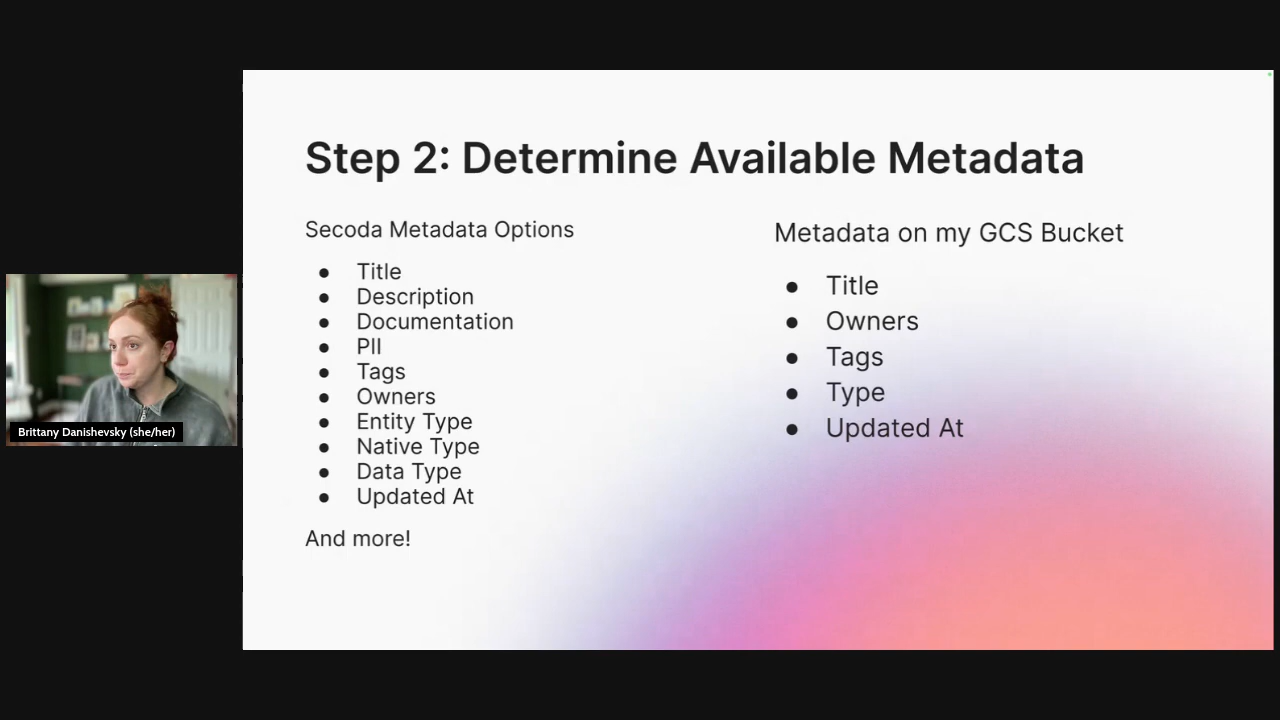 Step 2: Determine Available Metadata
Secoda Metadata Options
● Title
● Description
● Documentation
● PII
● Tags
● Owners
● Entity Type
● Native Type
● Data Type
● Updated At
And more!
Metadata on my GCS Bucket
● Title
● Owners
● Tags
● Type
● Updated At
Brittany Danishevsky (she/her)